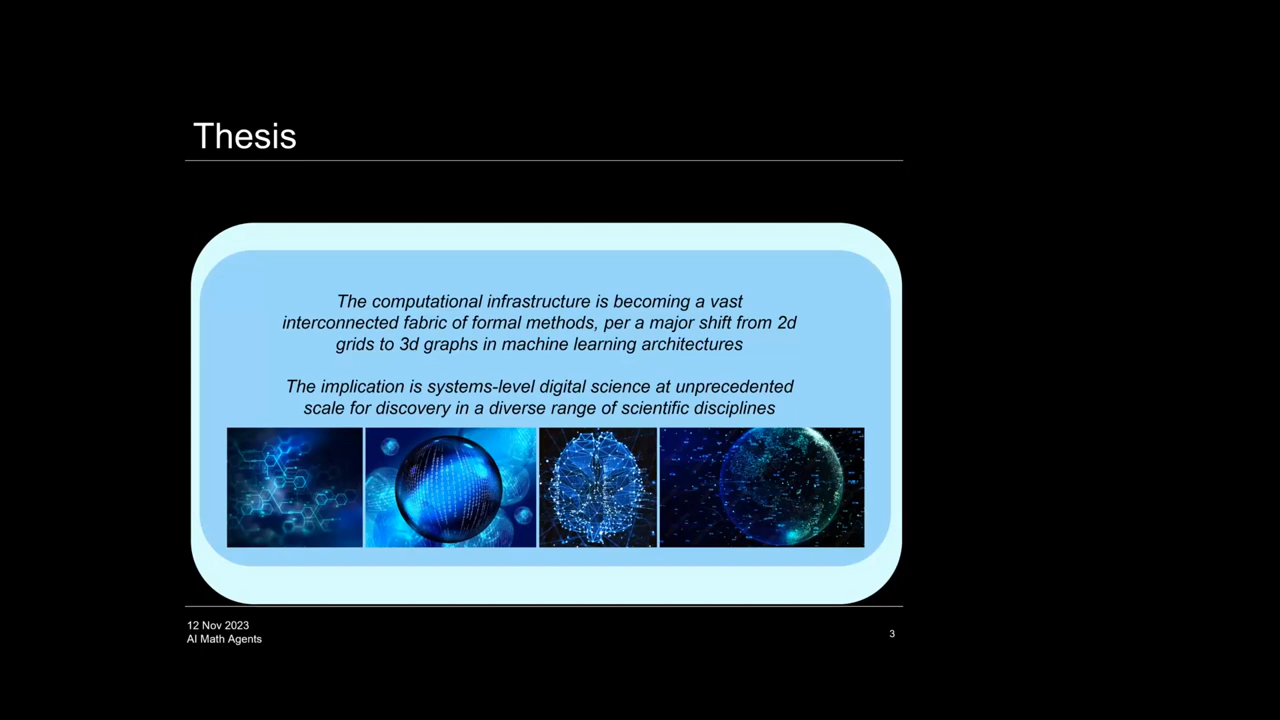 Thesis
The computational infrastructure is becoming a vast
interconnected fabric of formal methods, per a major shift from 2d
grids to 3d graphs in machine learning architectures
The implication is systems-level digital science at unprecedented
scale for discovery in a diverse range of scientific disciplines
12 Nov 2023
AI Math Agents
3